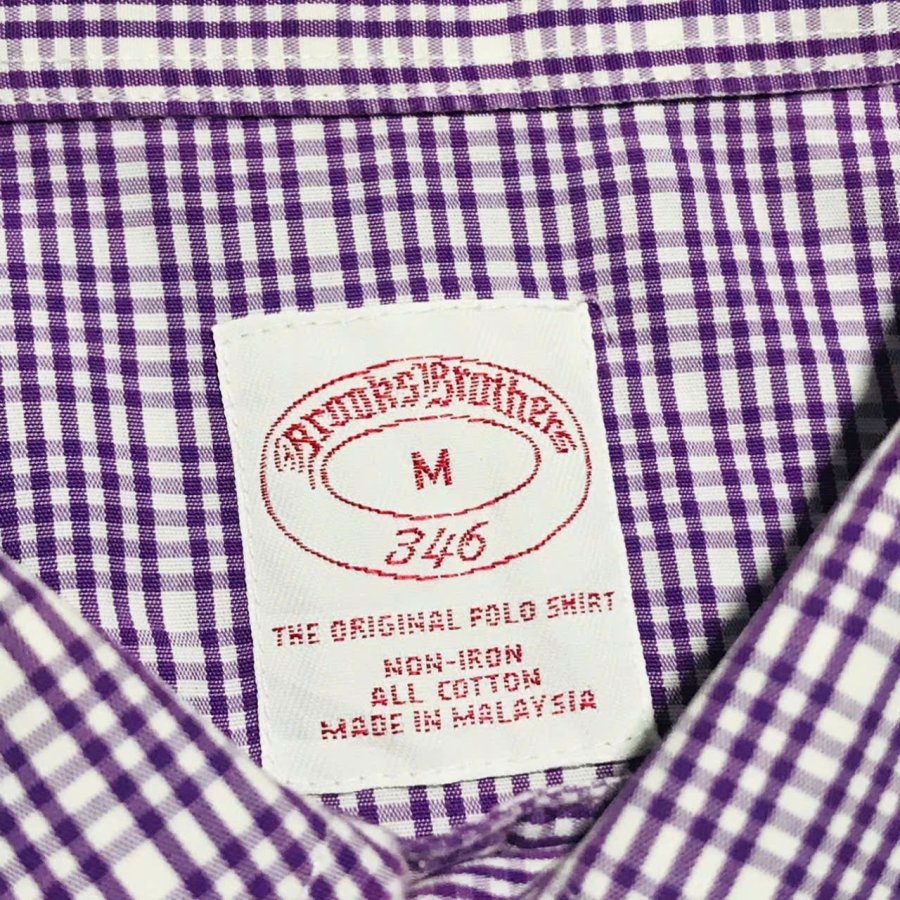 Brooks Brothers
M
346
THE ORIGINAL POLO SHIRT
NON-IRON
ALL COTTON
MADE IN MALAYSIA